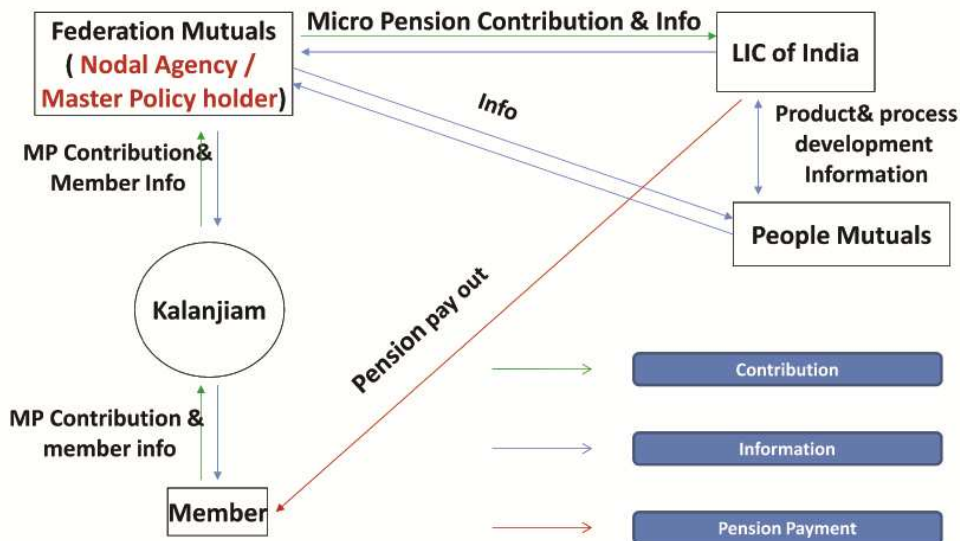 Federation Mutuals
( Nodal Agency /
Master Policy holder)
Micro Pension Contribution & Info
LIC of India
Info
Product& process
development
Information
MP Contribution&
Member Info
People Mutuals
Kalanjiam
Pension pay out
MP Contribution &
member info
Member
Contribution
Information
Pension Payment